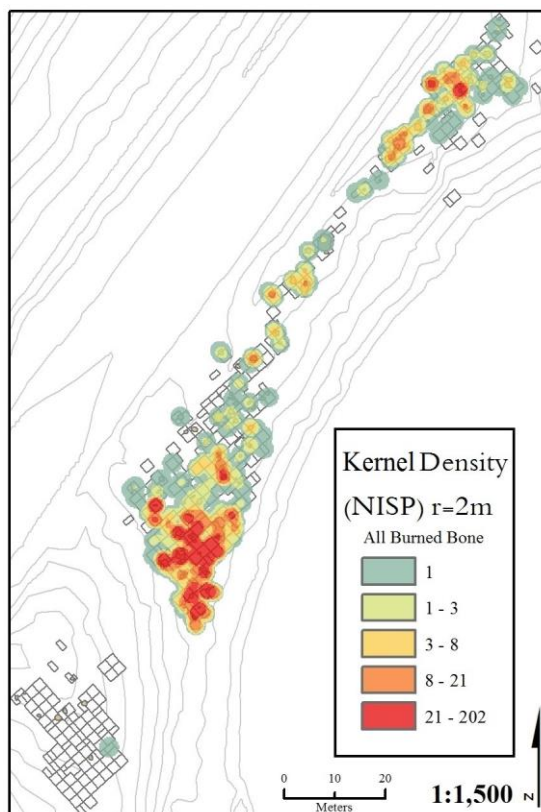 Kernel Density
(NISP) r=2m
All Burned Bone
1
1 - 3
3 - 8
8 - 21
21 - 202
0 10 20
Meters
1:1,500
N